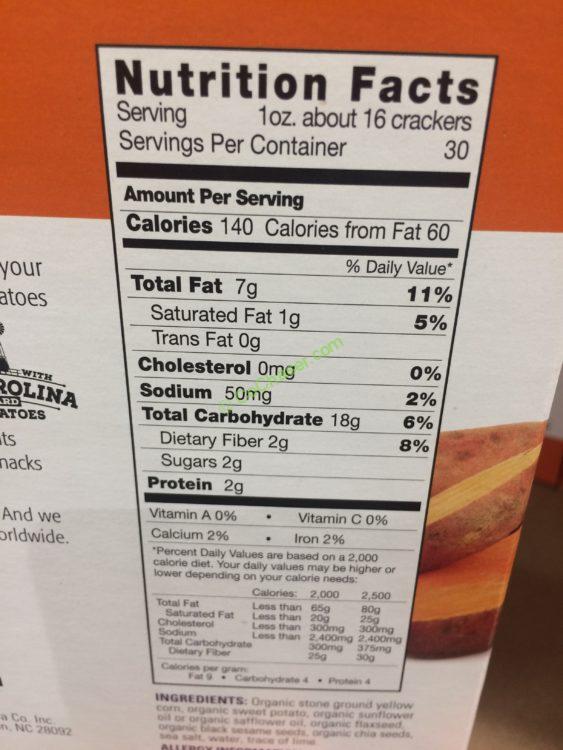 Nutrition Facts
Serving 1oz. about 16 crackers
Servings Per Container 30
Amount Per Serving
Calories 140 Calories from Fat 60
% Daily Value*
Total Fat 7g 11%
Saturated Fat 1g 5%
Trans Fat 0g
Cholesterol 0mg 0%
Sodium 50mg 2%
Total Carbohydrate 18g 6%
Dietary Fiber 2g 8%
Sugars 2g
Protein 2g
Vitamin A 0% • Vitamin C 0%
Calcium 2% • Iron 2%
*Percent Daily Values are based on a 2,000
calorie diet. Your daily values may be higher or
lower depending on your calorie needs:
Calories: 2,000 2,500
Total Fat Less than 65g 80g
Saturated Fat Less than 20g 25g
Cholesterol Less than 300mg 300mg
Sodium Less than 2,400mg 2,400mg
Total Carbohydrate 300mg 375mg
Dietary Fiber 25g 30g
Calories per gram:
Fat 9 • Carbohydrate 4 • Protein 4
INGREDIENTS: Organic stone ground yellow
corn, organic sweet potato, organic sunflower
oil or organic safflower oil, organic flaxseed,
organic black sesame seeds, organic chia seeds,
sea salt, water, trace of lime.
your
atoes
WITH
ROLINA
RD
ATOES
ts
nacks
And we
orldwide.
a Co. Inc
n, NC 28092